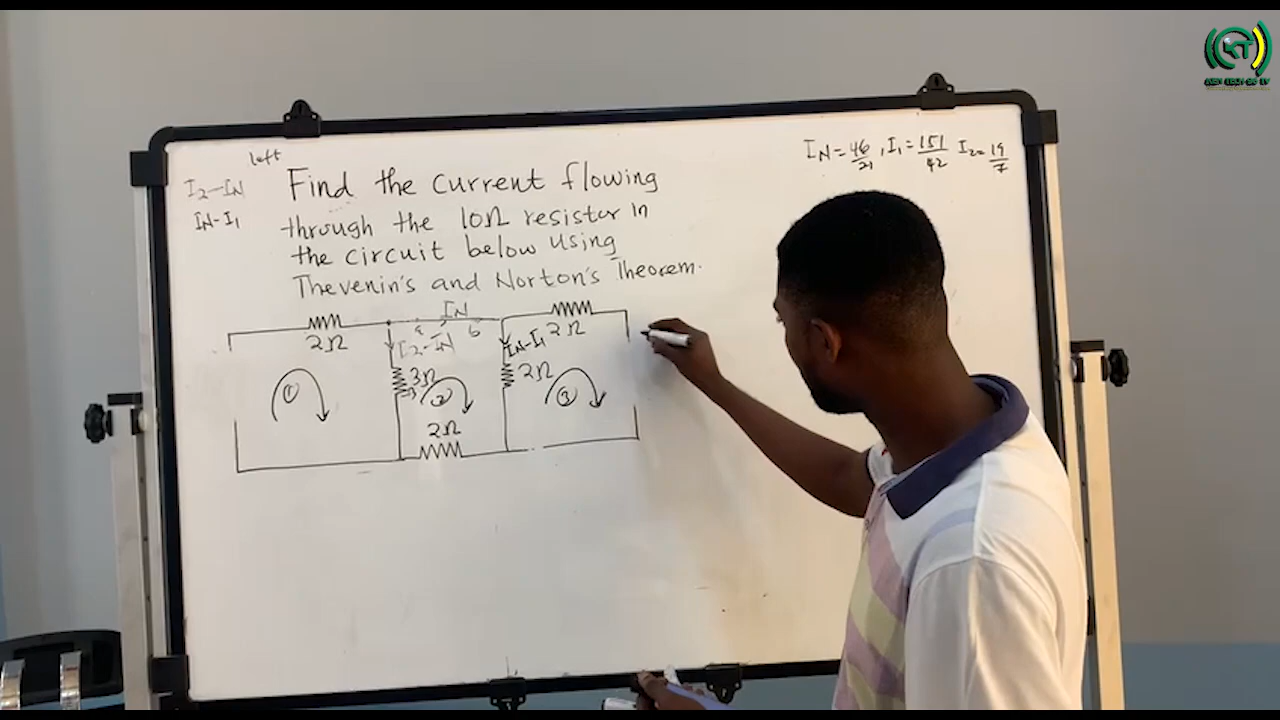 left
I2-IN
IN-I1
Find the current flowing
through the 10Ω resistor in
the circuit below using
Thevenin's and Norton's Theorem.
IN = 46/21, I1 = 151/42 I2 = 19/7
IN
2Ω
a
b
2Ω
I2-IN
IN-I1
3Ω
2Ω
1
2
3
2Ω
KT